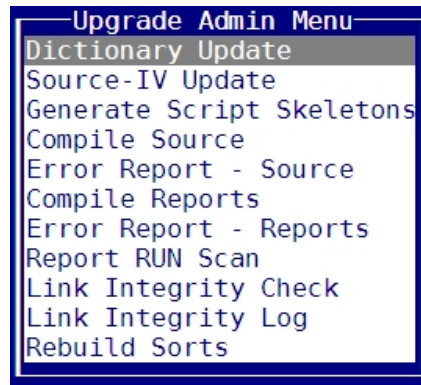 Upgrade Admin Menu
Dictionary Update
Source-IV Update
Generate Script Skeletons
Compile Source
Error Report - Source
Compile Reports
Error Report - Reports
Report RUN Scan
Link Integrity Check
Link Integrity Log
Rebuild Sorts